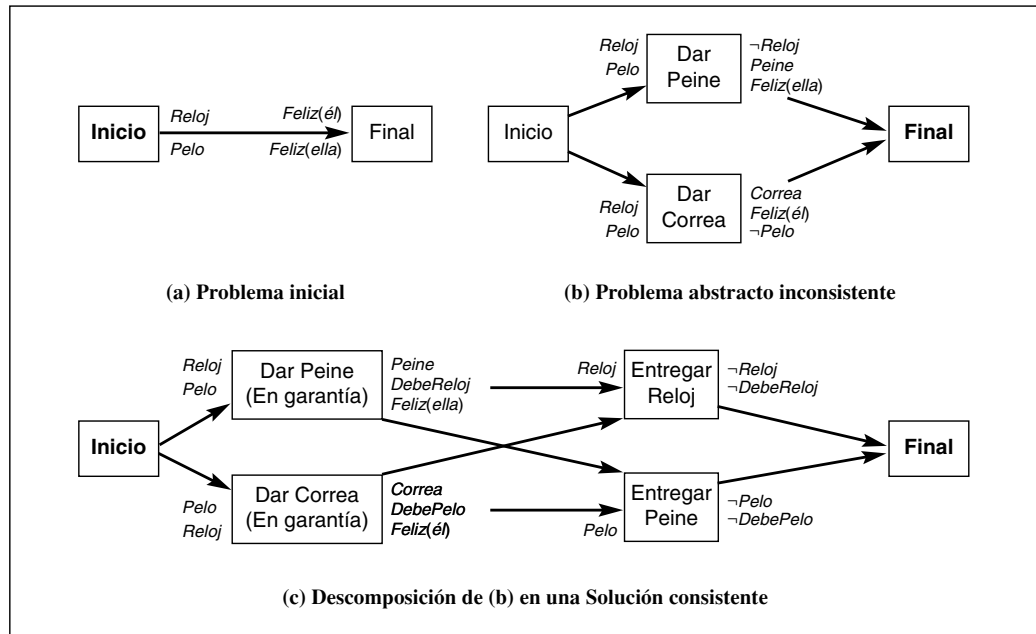 Inicio
Reloj
Pelo
Feliz(él)
Feliz(ella)
Final
(a) Problema inicial
Inicio
Reloj
Pelo
Dar
Peine
¬Reloj
Peine
Feliz(ella)
Reloj
Pelo
Dar
Correa
Correa
Feliz(él)
¬Pelo
Final
(b) Problema abstracto inconsistente
Inicio
Reloj
Pelo
Dar Peine
(En garantía)
Peine
DebeReloj
Feliz(ella)
Reloj
Entregar
Reloj
¬Reloj
¬DebeReloj
Pelo
Reloj
Dar Correa
(En garantía)
Correa
DebePelo
Feliz(él)
Pelo
Entregar
Peine
¬Pelo
¬DebePelo
Final
(c) Descomposición de (b) en una Solución consistente